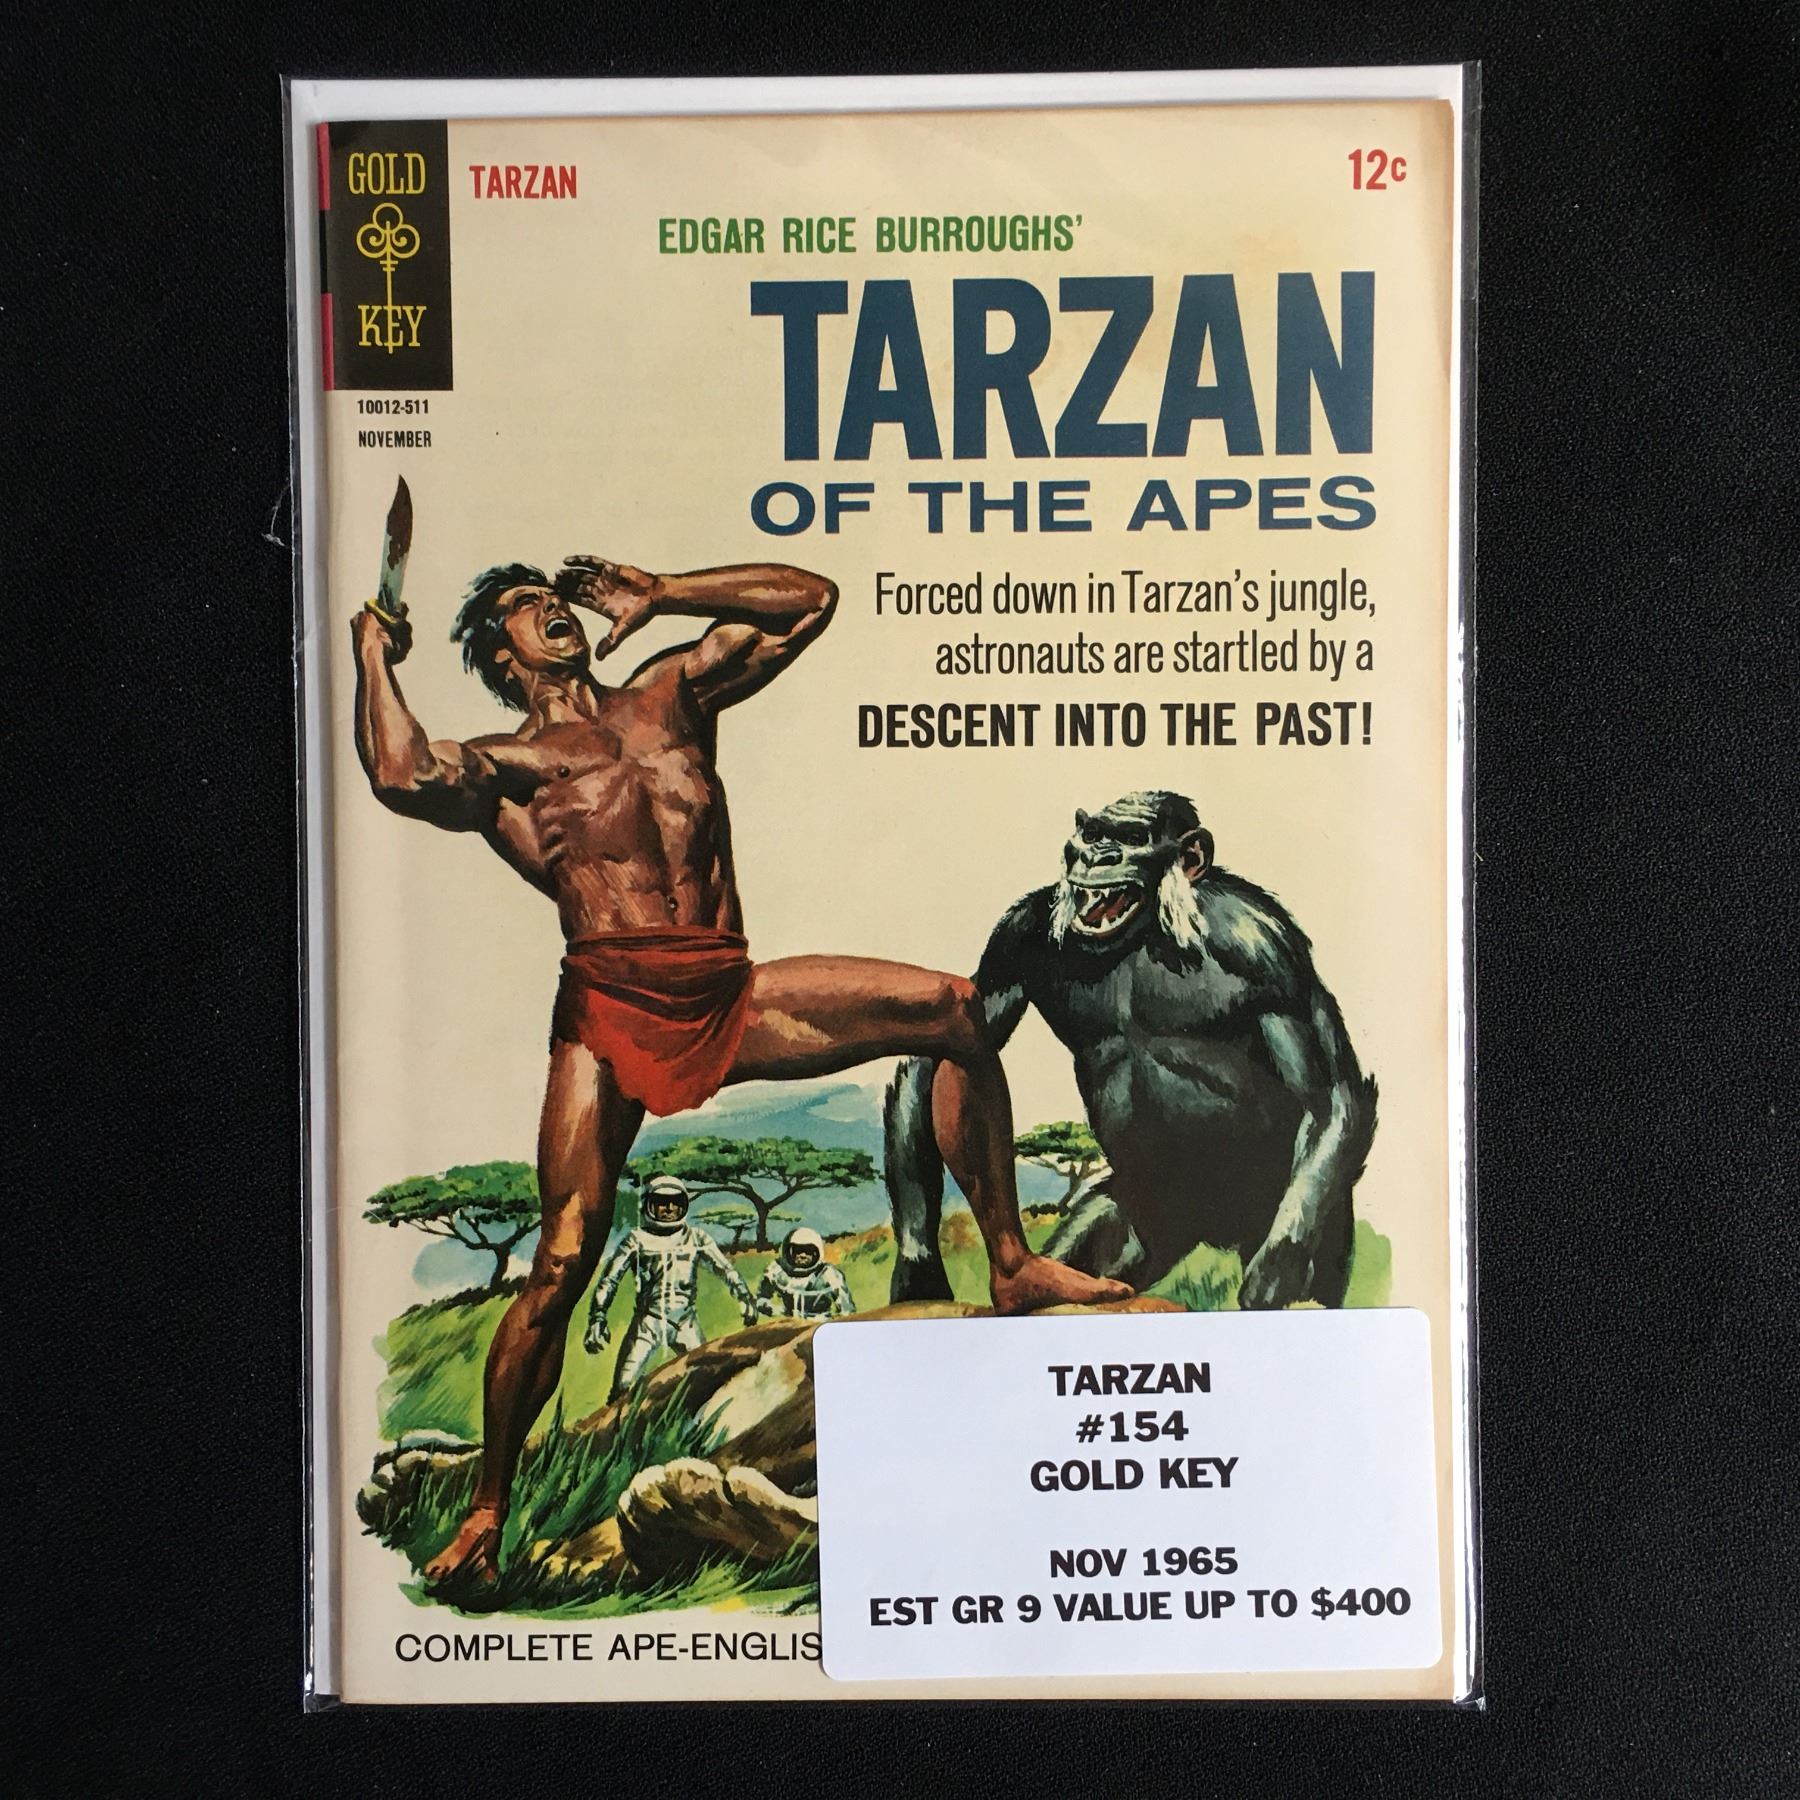 GOLD
KEY
TARZAN
12c
EDGAR RICE BURROUGHS'
TARZAN
OF THE APES
10012-511
NOVEMBER
Forced down in Tarzan's jungle,
astronauts are startled by a
DESCENT INTO THE PAST!
COMPLETE APE-ENGLIS
TARZAN
#154
GOLD KEY
NOV 1965
EST GR 9 VALUE UP TO $400